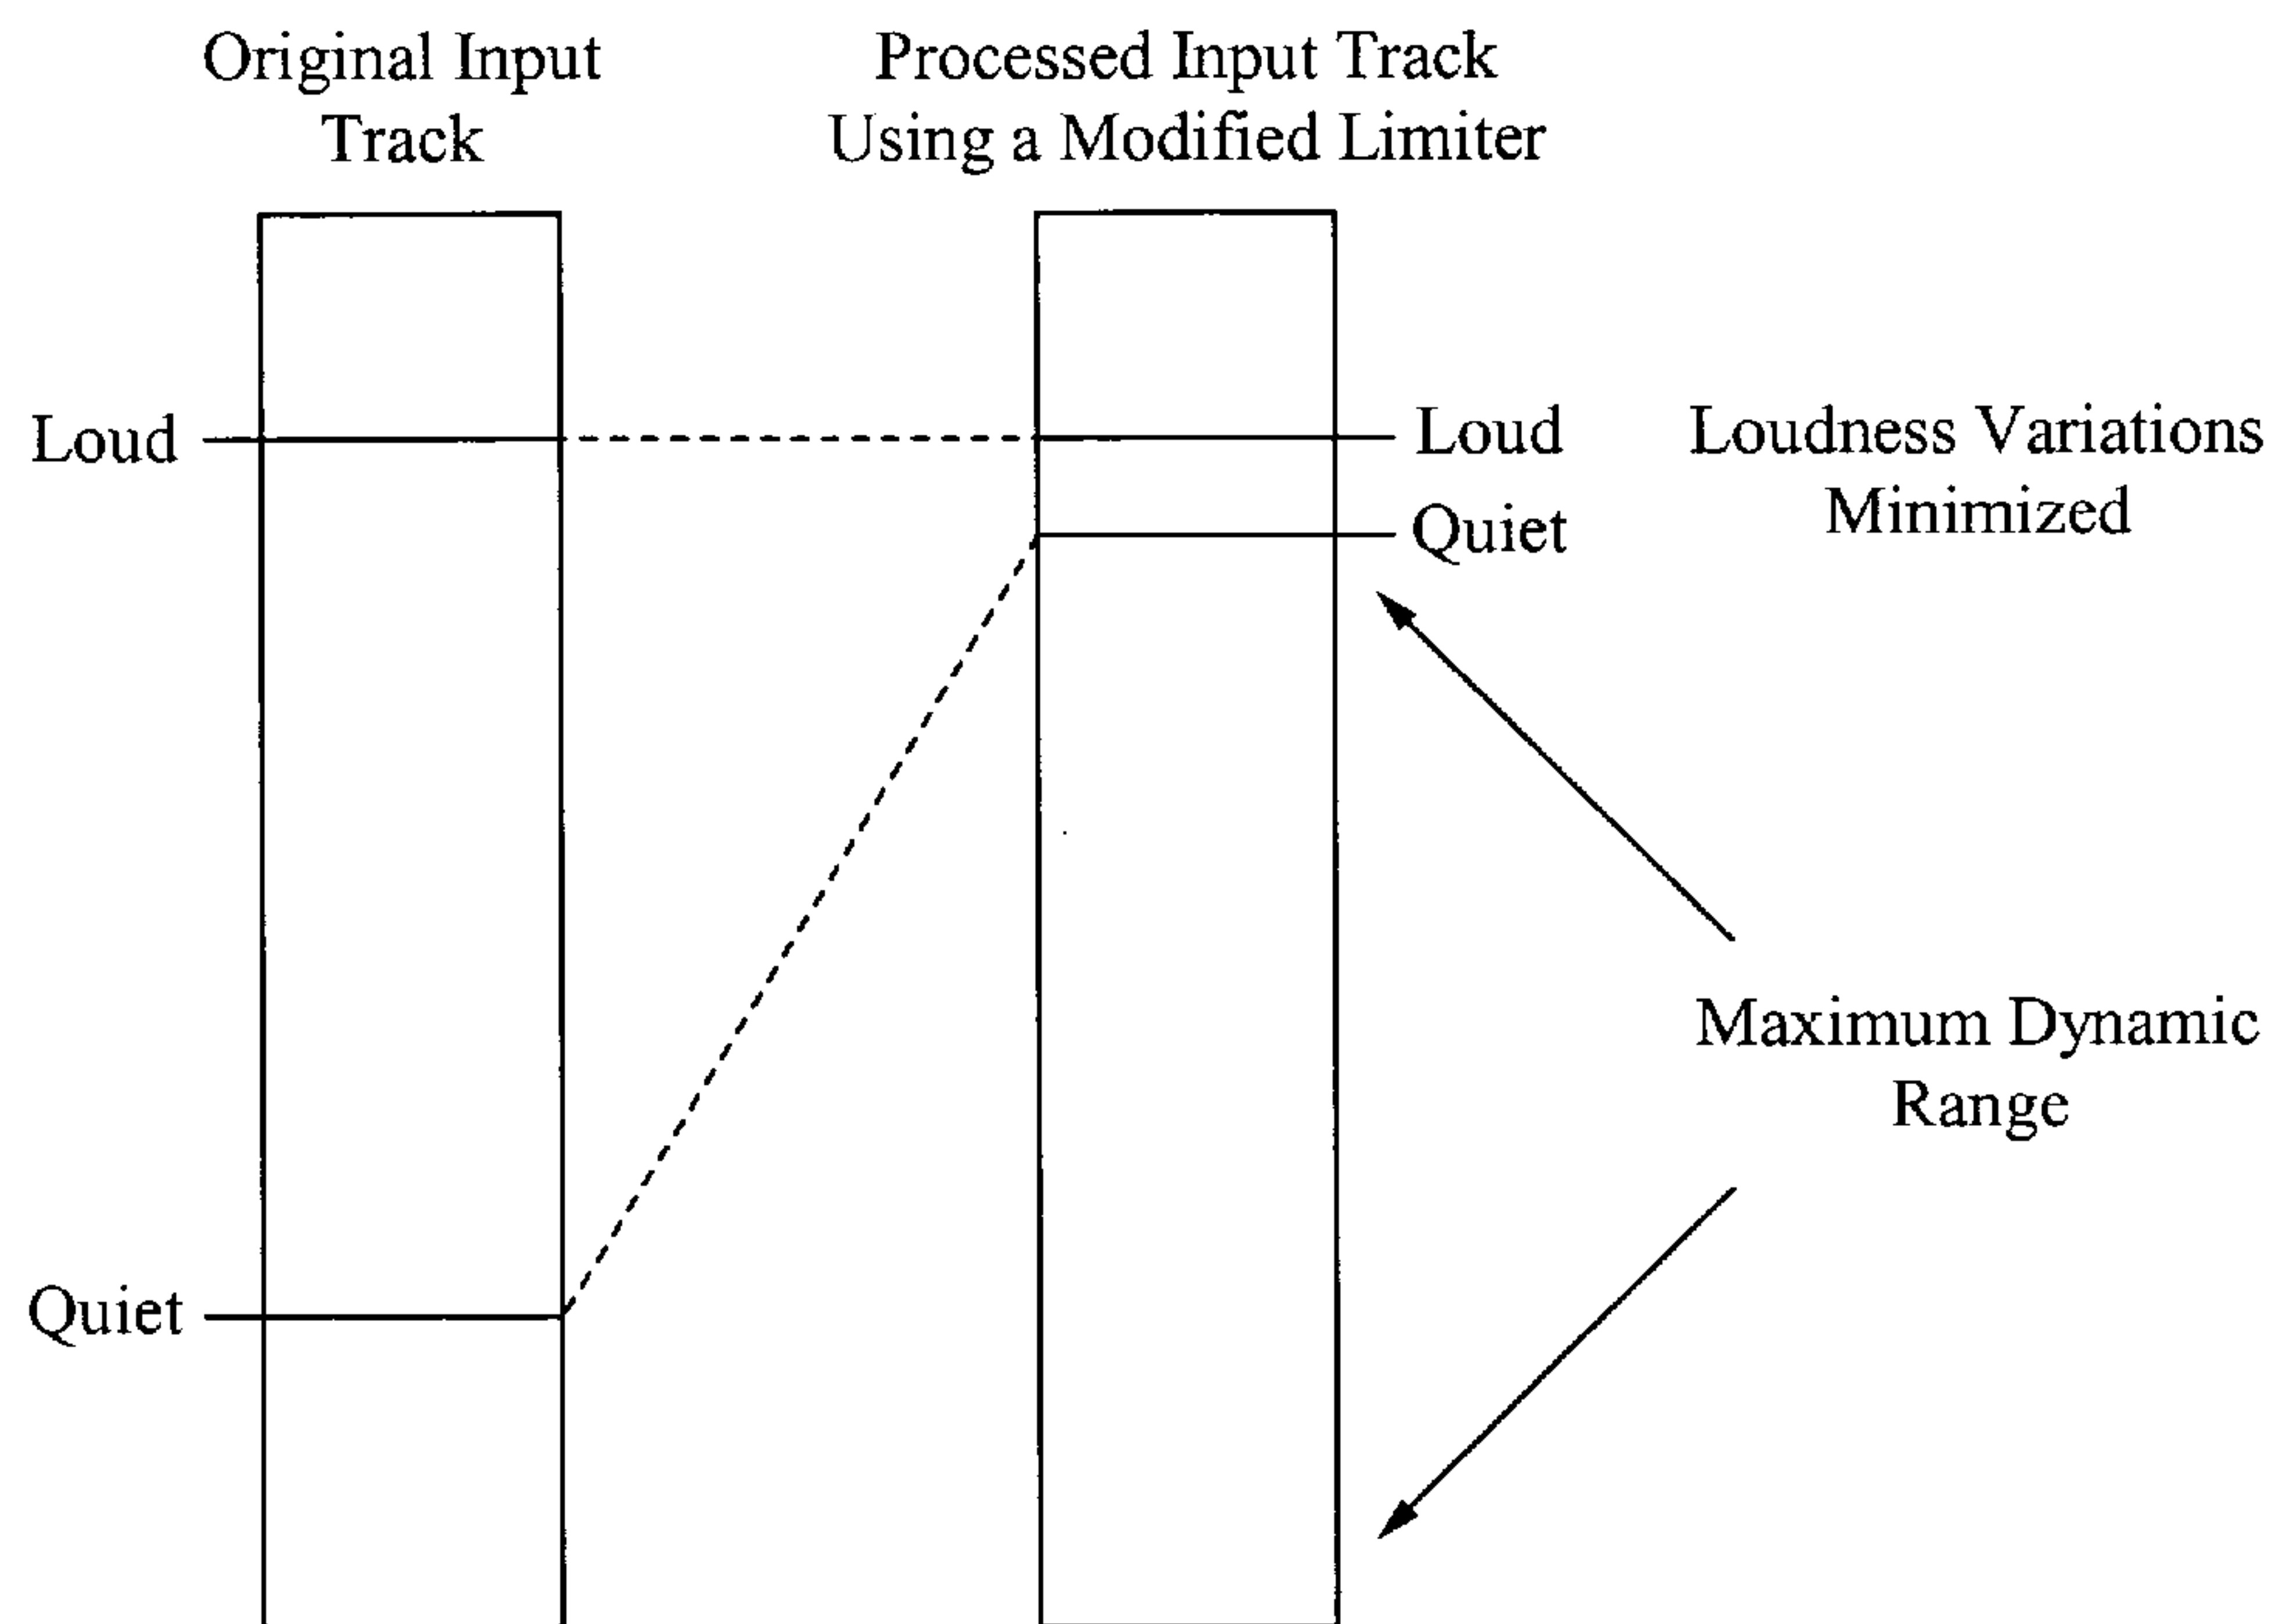 Original Input
Track
Processed Input Track
Using a Modified Limiter
Loud
Loud
Loudness Variations
Minimized
Quiet
Maximum Dynamic
Range
Quiet